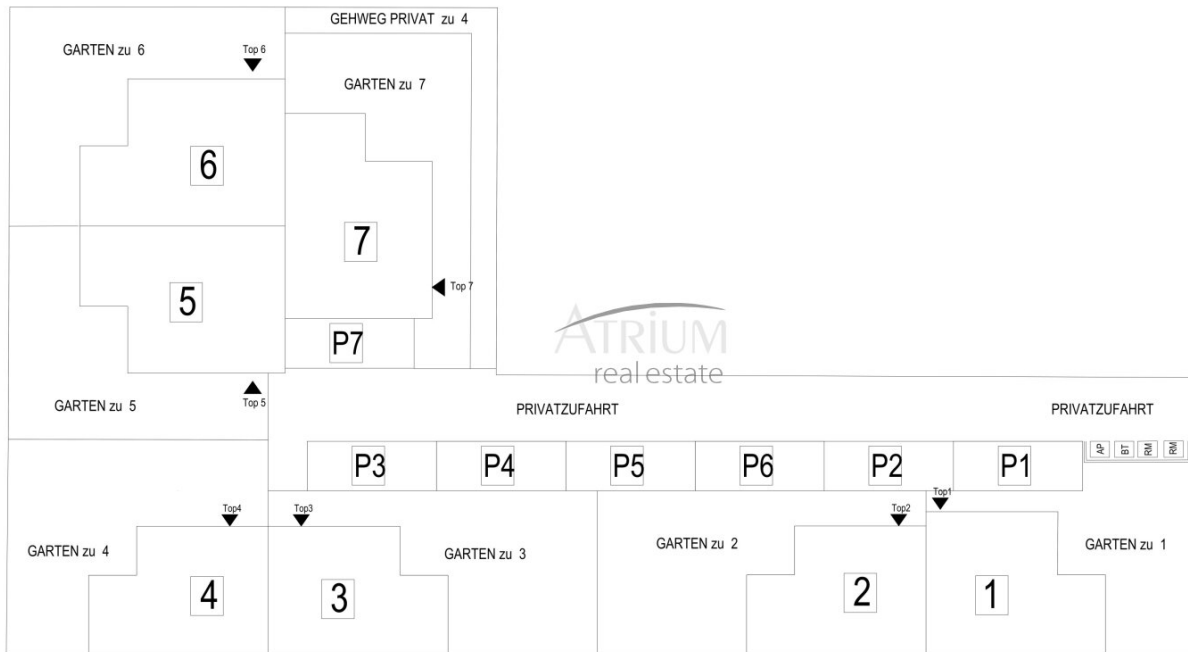 GEHWEG PRIVAT zu 4
GARTEN zu 6
Top 6
GARTEN zu 7
6
7
5
Top 7
P7
ATRIUM
real estate
GARTEN zu 5
Top 5
PRIVATZUFAHRT
PRIVATZUFAHRT
P3
P4
P5
P6
P2
P1
AP
BT
RM
RM
Top4
Top3
Top2
Top1
GARTEN zu 4
GARTEN zu 3
GARTEN zu 2
GARTEN zu 1
4
3
2
1